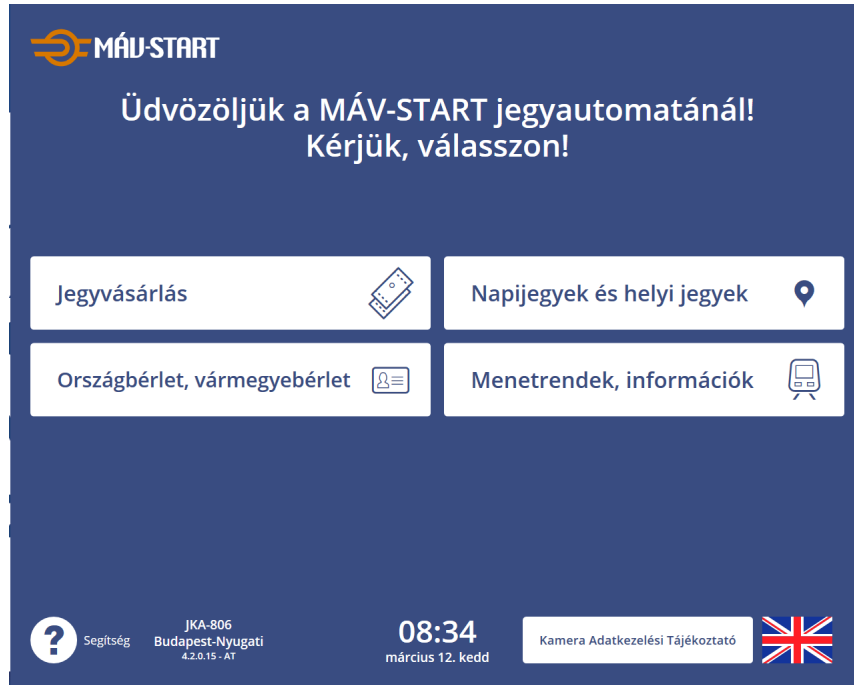 MÁV-START
Üdvözöljük a MÁV-START jegyautomatánál!
Kérjük, válasszon!
Jegyvásárlás
Napijegyek és helyi jegyek
Országbérlet, vármegyebérlet
Menetrendek, információk
?
Segítség
JKA-806
Budapest-Nyugati
4.2.0.15 - AT
08:34
március 12. kedd
Kamera Adatkezelési Tájékoztató